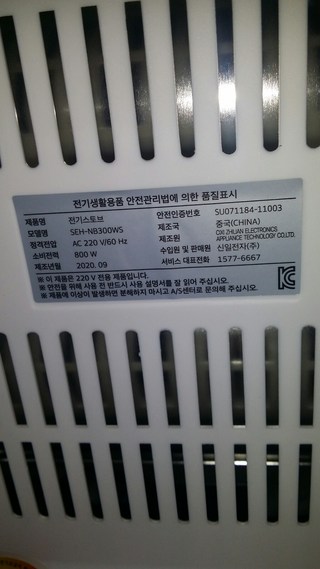 전기생활용품 안전관리법에 의한 품질표시
제품명 전기스토브 안전인증번호 SU071184-11003
모델명 SEH-NB300WS 제조국 중국(CHINA)
정격전압 AC 220 V/60 Hz 제조원 CIXI ZHILIAN ELECTRONICS APPLIANCE TECHNOLOGY CO.,LTD.
소비전력 800 W 수입원 및 판매원 신일전자(주)
제조년월 2020. 09 서비스 대표전화 1577-6667
※ 이 제품은 220 V 전용 제품입니다.
※ 안전을 위해 사용 전 반드시 사용 설명서를 잘 읽어 주십시오.
※ 제품에 이상이 발생하면 분해하지 마시고 A/S센터로 문의해 주십시오.